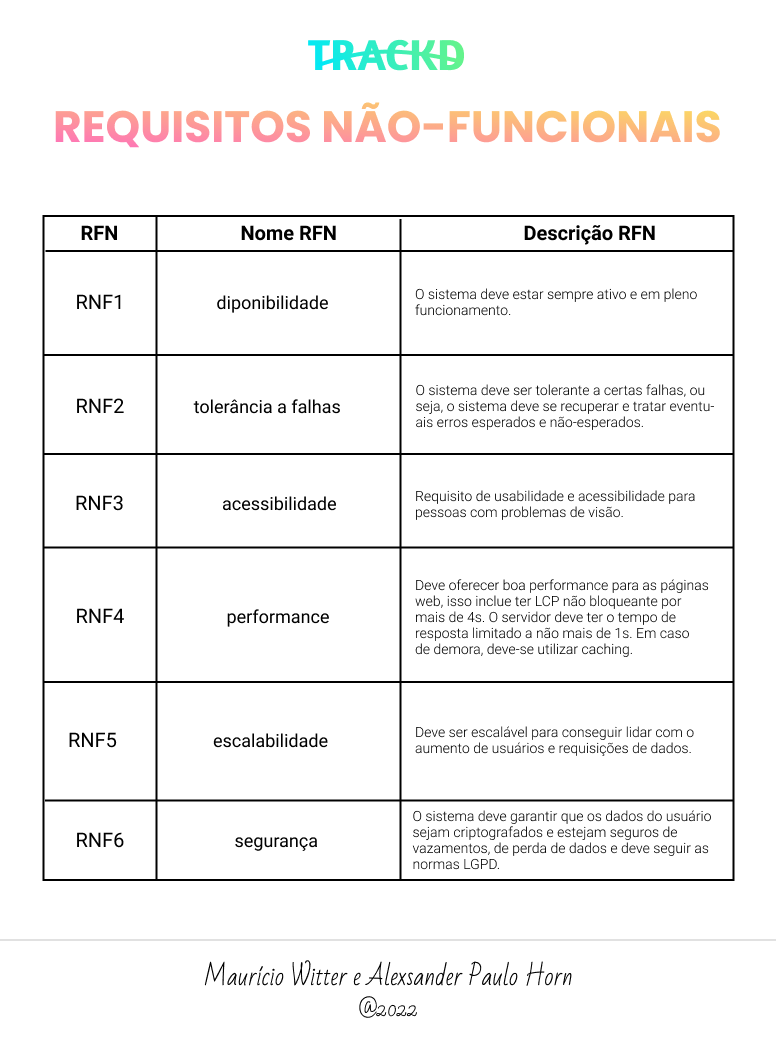 TRACKD
REQUISITOS NÃO-FUNCIONAIS
RFN Nome RFN Descrição RFN
RNF1 diponibilidade
O sistema deve estar sempre ativo e em pleno
funcionamento.
RNF2 tolerância a falhas
O sistema deve ser tolerante a certas falhas, ou
seja, o sistema deve se recuperar e tratar eventu-
ais erros esperados e não-esperados.
RNF3 acessibilidade
Requisito de usabilidade e acessibilidade para
pessoas com problemas de visão.
RNF4 performance
Deve oferecer boa performance para as páginas
web, isso inclue ter LCP não bloqueante por
mais de 4s. O servidor deve ter o tempo de
resposta limitado a não mais de 1s. Em caso
de demora, deve-se utilizar caching.
RNF5 escalabilidade
Deve ser escalável para conseguir lidar com o
aumento de usuários e requisições de dados.
RNF6 segurança
O sistema deve garantir que os dados do usuário
sejam criptografados e estejam seguros de
vazamentos, de perda de dados e deve seguir as
normas LGPD.
Maurício Witter e Alexsander Paulo Horn
@2022